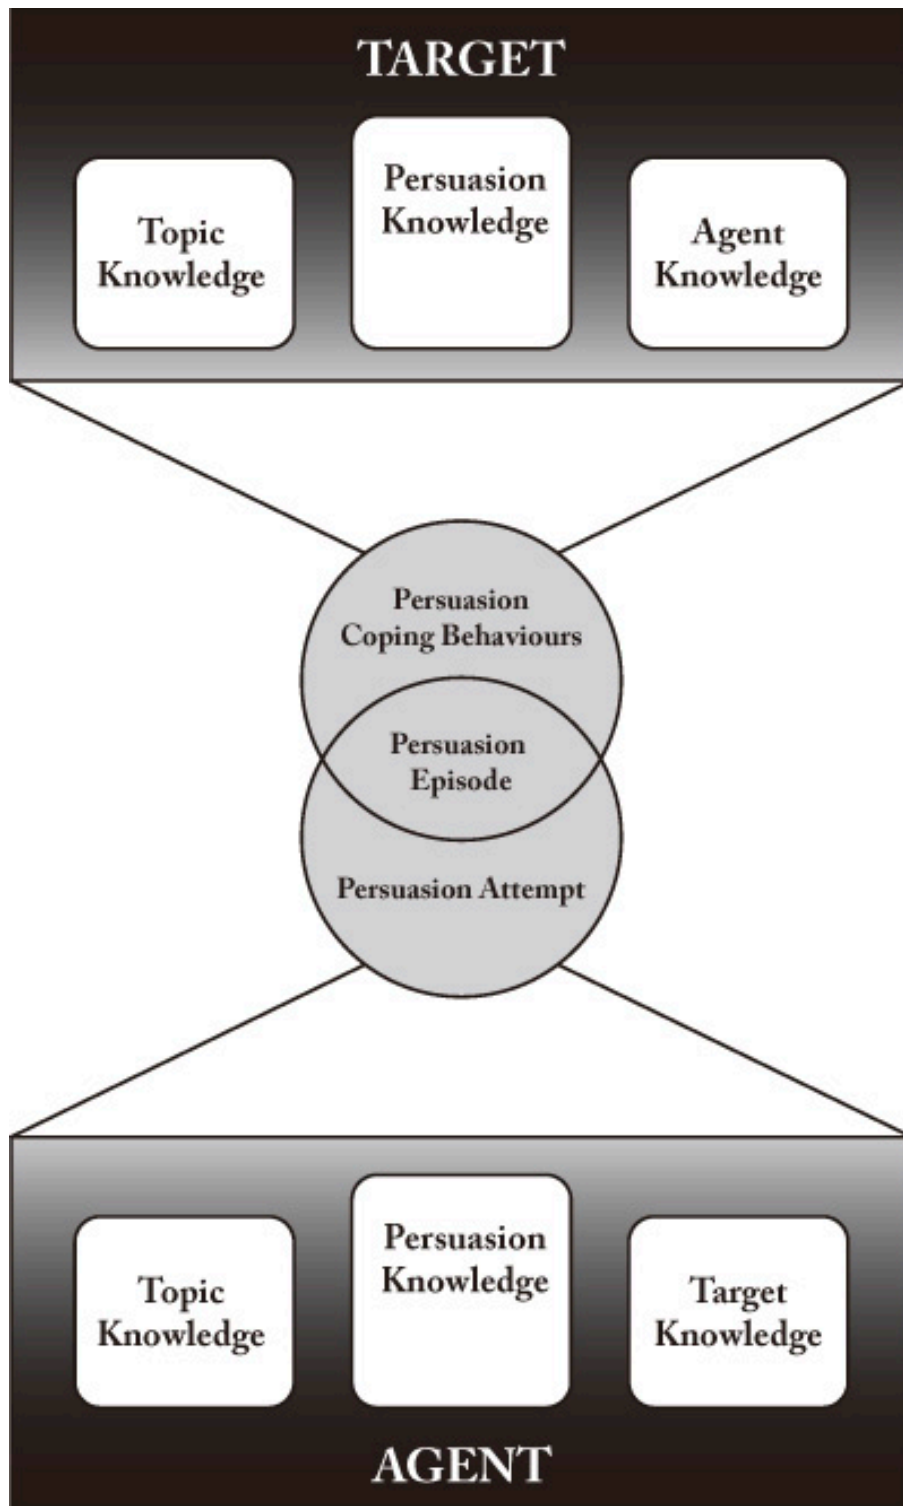 TARGET
Topic
Knowledge
Persuasion
Knowledge
Agent
Knowledge
Persuasion
Coping Behaviours
Persuasion
Episode
Persuasion Attempt
Topic
Knowledge
Persuasion
Knowledge
Target
Knowledge
AGENT